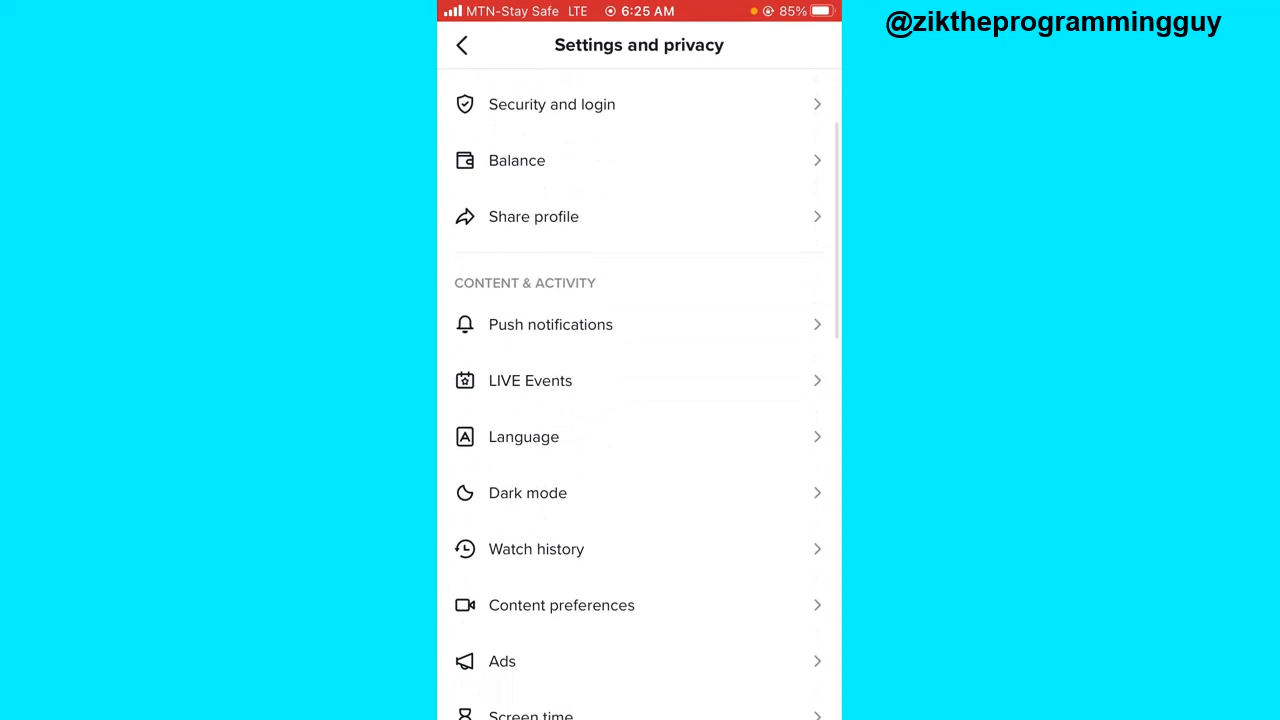 MTN-Stay Safe LTE 6:25 AM 85%
@ziktheprogrammingguy
Settings and privacy
Security and login
Balance
Share profile
CONTENT & ACTIVITY
Push notifications
LIVE Events
Language
Dark mode
Watch history
Content preferences
Ads
Screen time